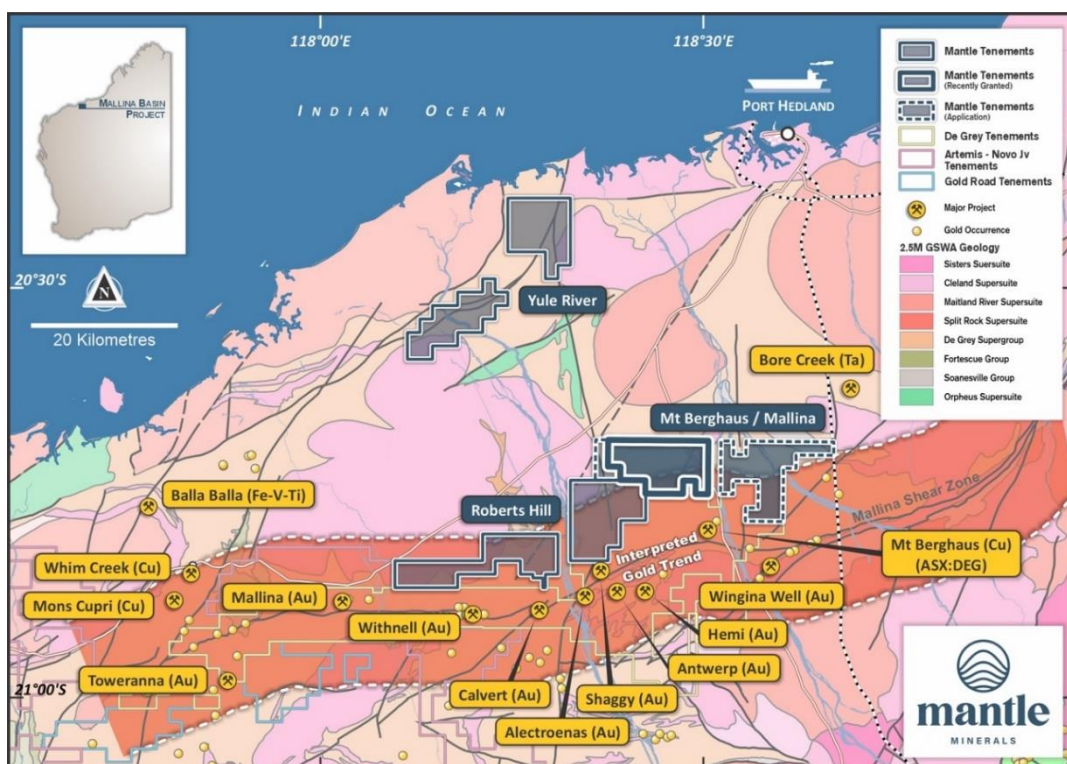 MALLINA BASIN
PROJECT
118°00'E
118°30'E
INDIAN OCEAN
PORT HEDLAND
20°30'S
N
20 Kilometres
Yule River
Bore Creek (Ta)
Mt Berghaus / Mallina
Balla Balla (Fe-V-Ti)
Roberts Hill
Mallina Shear Zone
Interpreted
Gold Trend
Whim Creek (Cu)
Mt Berghaus (Cu)
(ASX:DEG)
Mons Cupri (Cu)
Mallina (Au)
Withnell (Au)
Wingina Well (Au)
Hemi (Au)
Toweranna (Au)
Antwerp (Au)
21°00'S
Calvert (Au)
Shaggy (Au)
Alectroenas (Au)
Mantle Tenements
Mantle Tenements
(Recently Granted)
Mantle Tenements
(Application)
De Grey Tenements
Artemis - Novo Jv
Tenements
Gold Road Tenements
Major Project
Gold Occurrence
2.5M GSWA Geology
Sisters Suersuite
Cleland Supersuite
Maitland River Supersuite
Split Rock Supersuite
De Grey Supergroup
Fortescue Group
Soanesville Group
Orpheus Supersuite
mantle
MINERALS